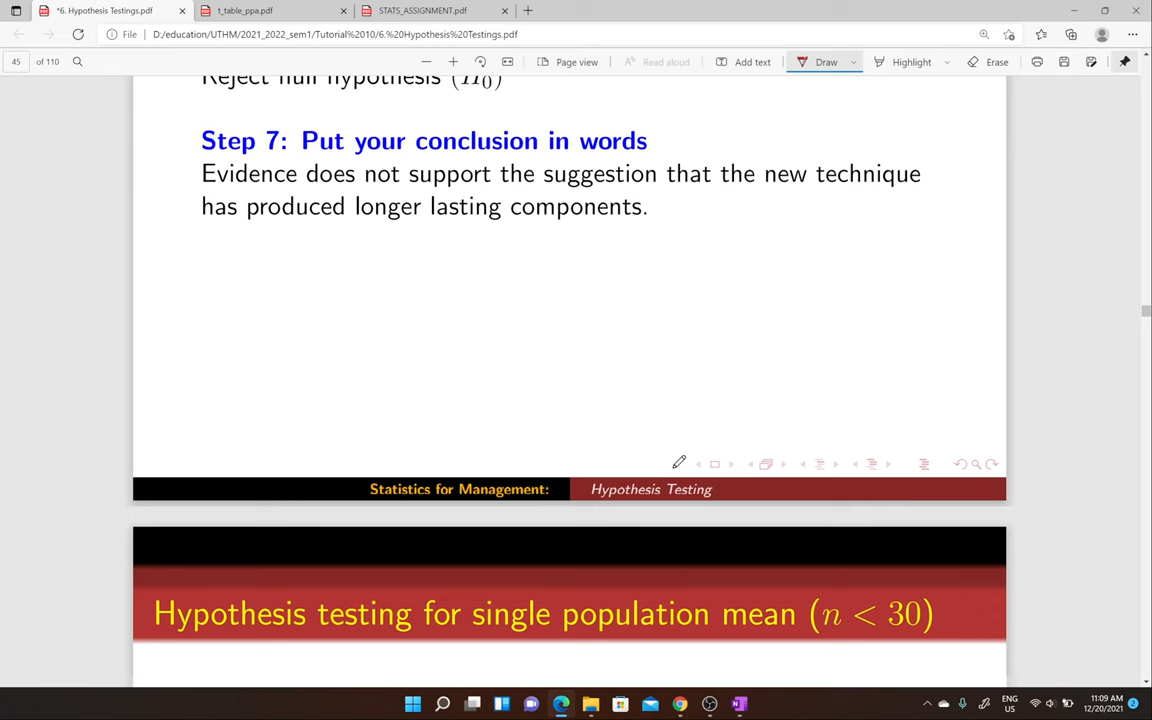 *6. Hypothesis Testings.pdf
t_table_ppa.pdf
STATS_ASSIGNMENT.pdf
File
D:/education/UTHM/2021_2022_sem1/Tutorial%2010/6.%20Hypothesis%20Testings.pdf
45 of 110
Page view
Read aloud
Add text
Draw
Highlight
Erase
Reject null hypothesis (H0)
Step 7: Put your conclusion in words
Evidence does not support the suggestion that the new technique
has produced longer lasting components.
Statistics for Management: Hypothesis Testing
Hypothesis testing for single population mean (n < 30)
ENG
US
11:09 AM
12/20/2021
2